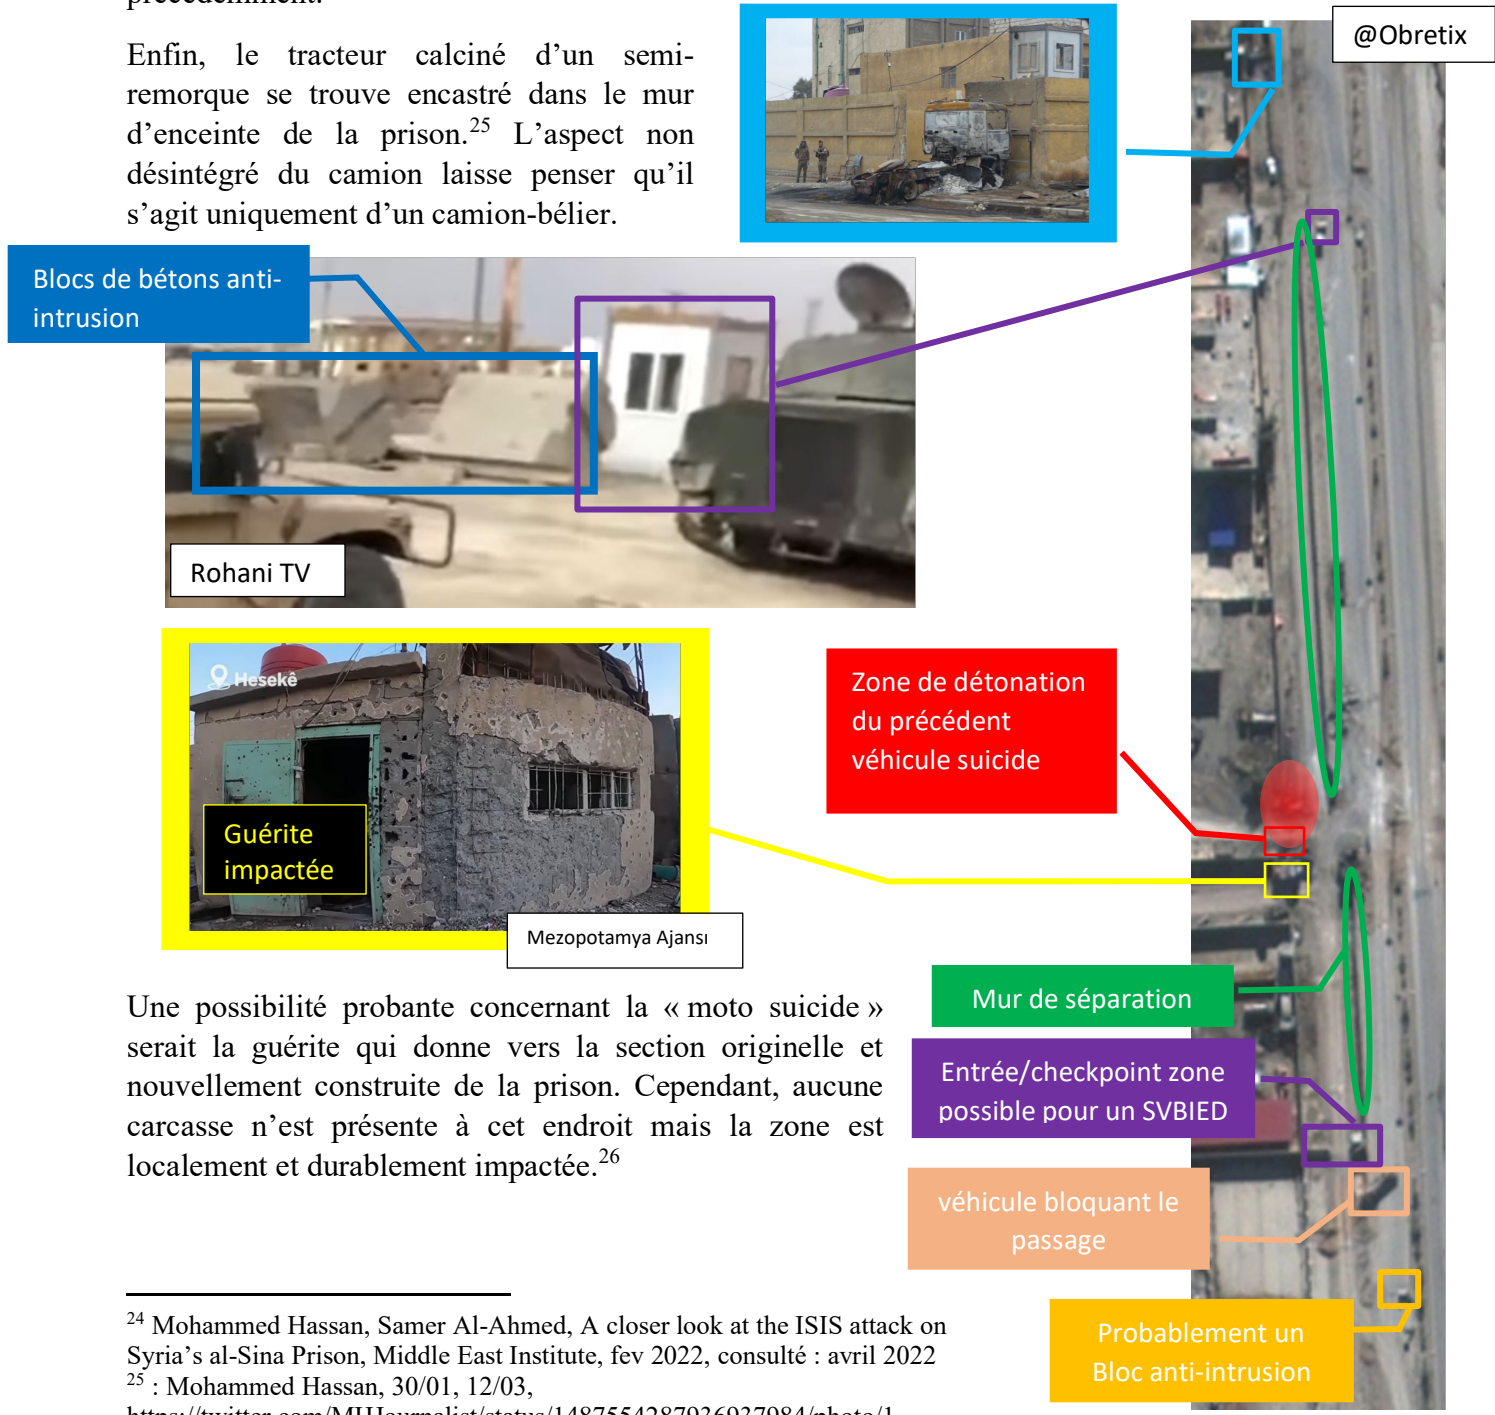 précédemment.
Enfin, le tracteur calciné d’un semi-
remorque se trouve encastré dans le mur
d’enceinte de la prison.25 L’aspect non
désintégré du camion laisse penser qu’il
s’agit uniquement d’un camion-bélier.
@Obretix
Blocs de bétons anti-
intrusion
Rohani TV
Hesekê
Guérite
impactée
Mezopotamya Ajansı
Zone de détonation
du précédent
véhicule suicide
Mur de séparation
Entrée/checkpoint zone
possible pour un SVBIED
véhicule bloquant le
passage
Probablement un
Bloc anti-intrusion
Une possibilité probante concernant la « moto suicide »
serait la guérite qui donne vers la section originelle et
nouvellement construite de la prison. Cependant, aucune
carcasse n’est présente à cet endroit mais la zone est
localement et durablement impactée.26
24 Mohammed Hassan, Samer Al-Ahmed, A closer look at the ISIS attack on
Syria’s al-Sina Prison, Middle East Institute, fev 2022, consulté : avril 2022
25 : Mohammed Hassan, 30/01, 12/03,